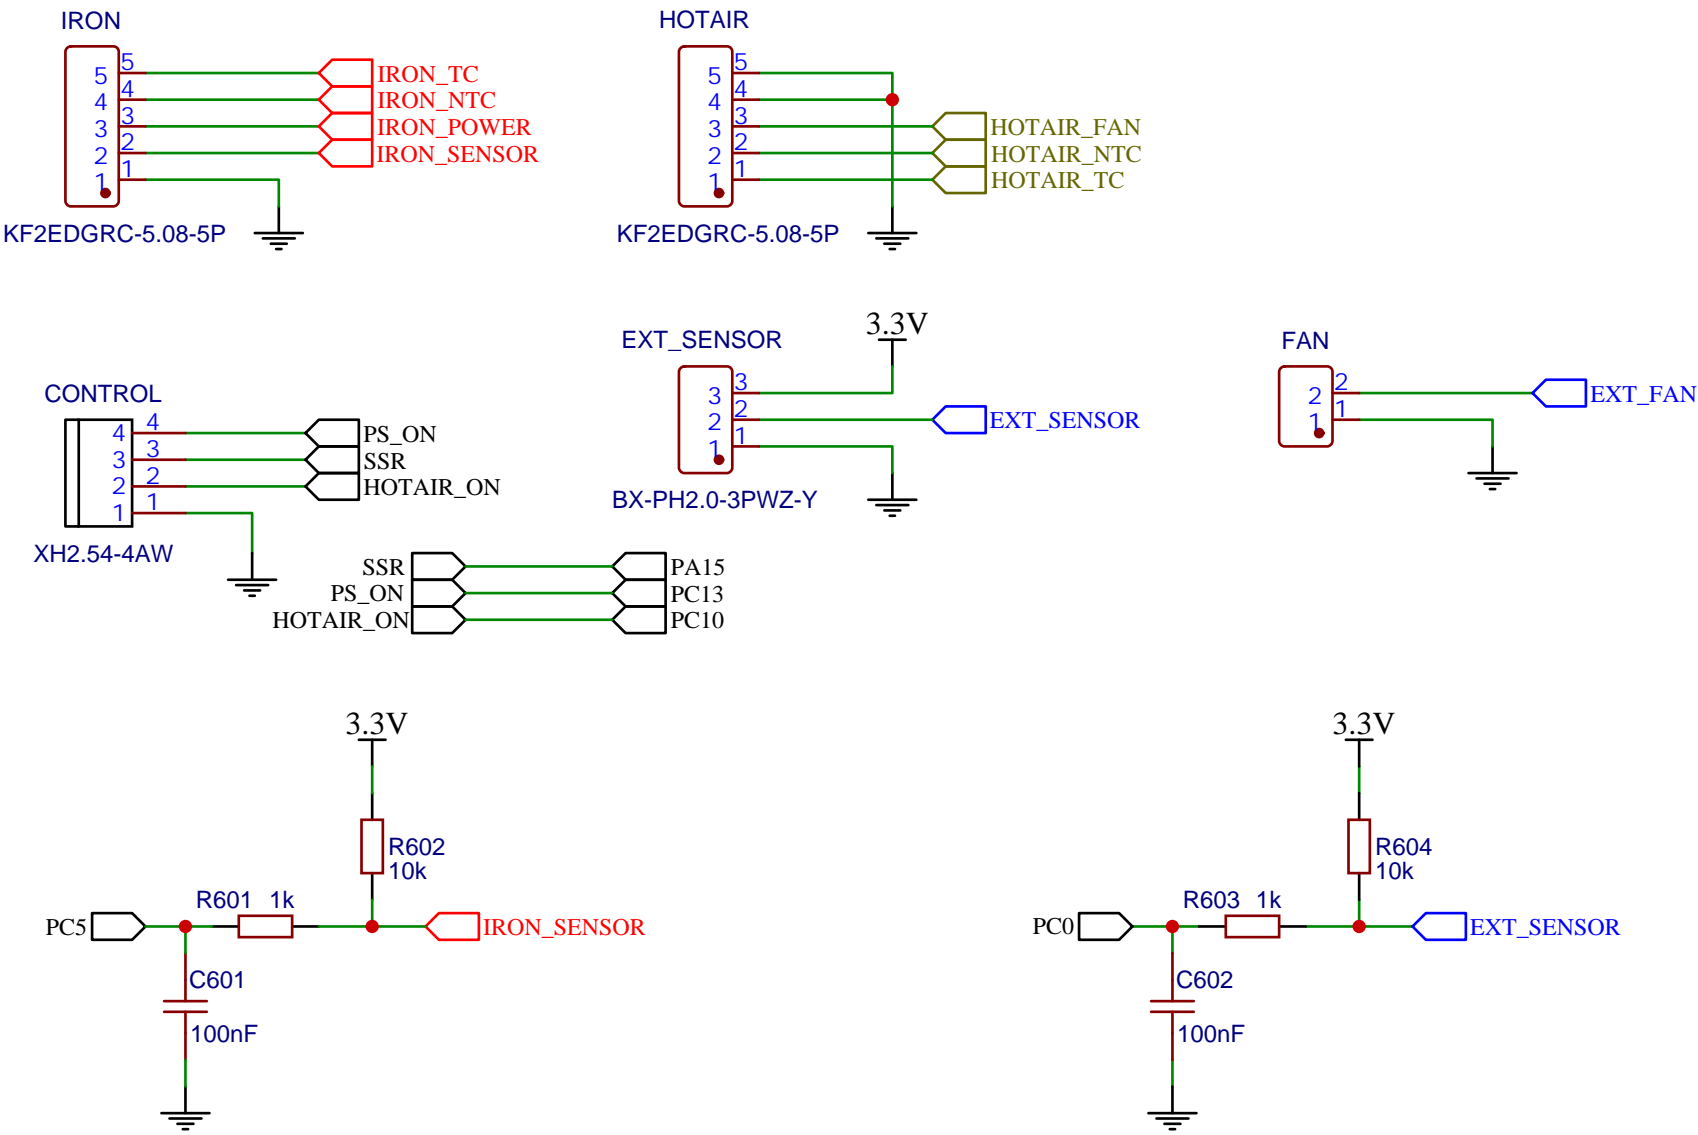 IRON
5 5 IRON_TC
4 4 IRON_NTC
3 3 IRON_POWER
2 2 IRON_SENSOR
1 1
KF2EDGRC-5.08-5P
HOTAIR
5 5
4 4
3 3 HOTAIR_FAN
2 2 HOTAIR_NTC
1 1 HOTAIR_TC
KF2EDGRC-5.08-5P
CONTROL
4 4 PS_ON
3 3 SSR
2 2 HOTAIR_ON
1 1
XH2.54-4AW
EXT_SENSOR
3.3V
3 3
2 2 EXT_SENSOR
1 1
BX-PH2.0-3PWZ-Y
FAN
2 2 EXT_FAN
1 1
SSR PA15
PS_ON PC13
HOTAIR_ON PC10
3.3V
R602
10k
R601 1k
PC5 IRON_SENSOR
C601
100nF
3.3V
R604
10k
R603 1k
PC0 EXT_SENSOR
C602
100nF